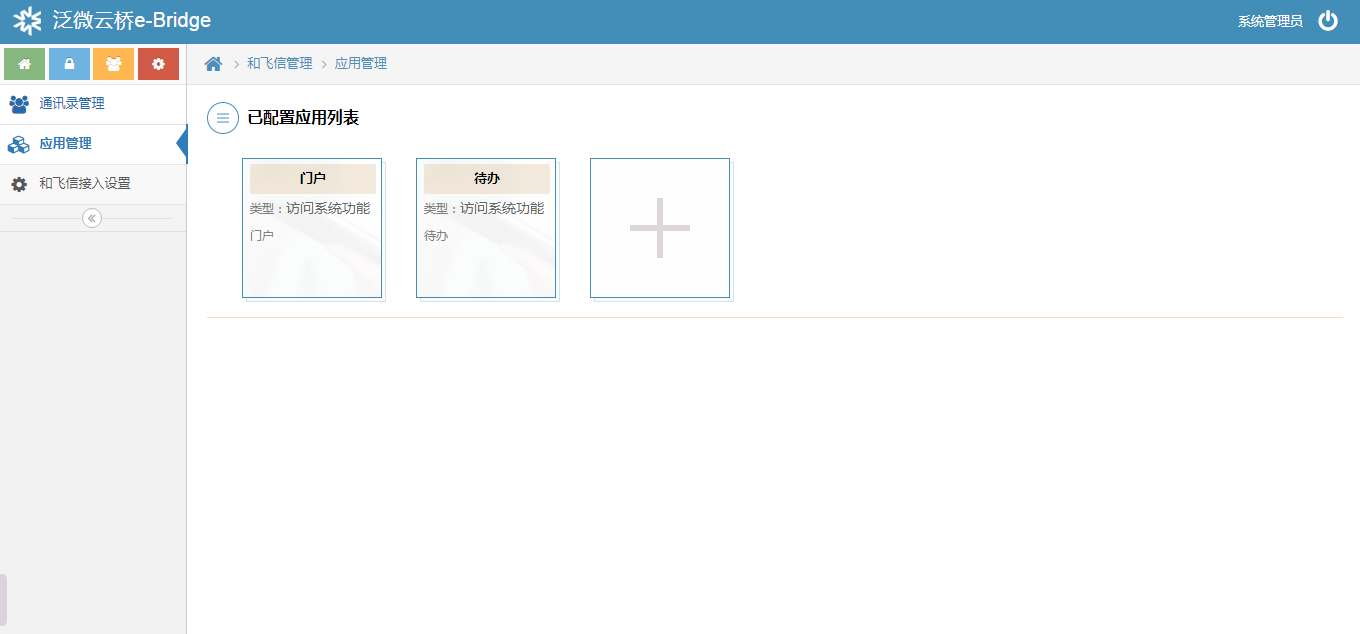 泛微云桥e-Bridge
系统管理员
和飞信管理
应用管理
通讯录管理
应用管理
和飞信接入设置
已配置应用列表
门户
类型：访问系统功能
门户
待办
类型：访问系统功能
待办